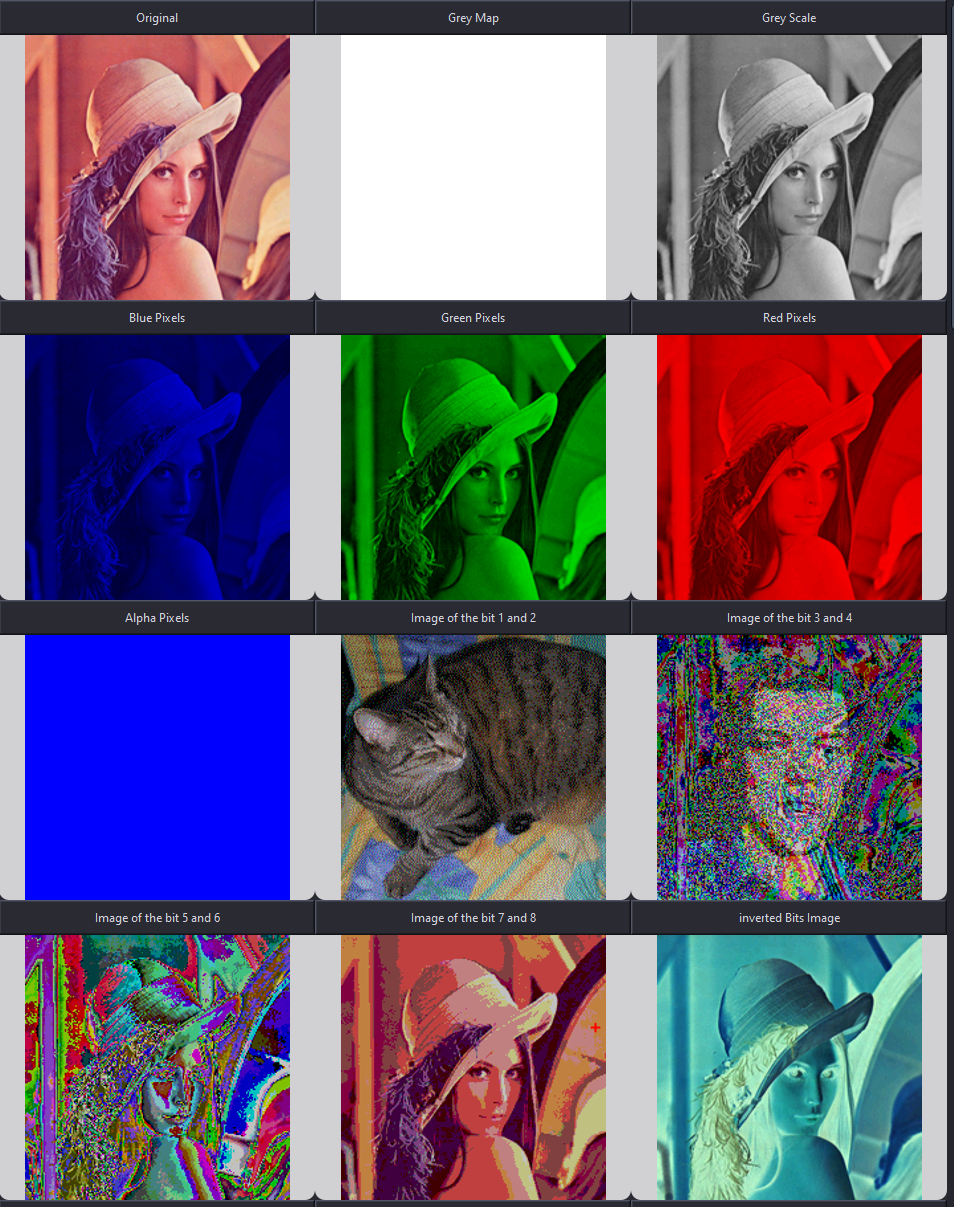 Original
Grey Map
Grey Scale
Blue Pixels
Green Pixels
Red Pixels
Alpha Pixels
Image of the bit 1 and 2
Image of the bit 3 and 4
Image of the bit 5 and 6
Image of the bit 7 and 8
inverted Bits Image